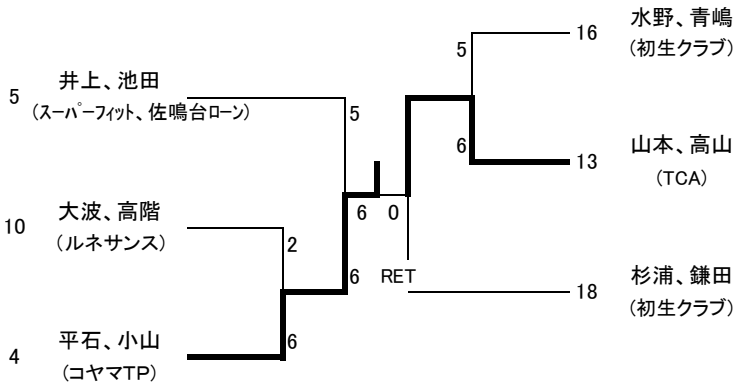 5 井上、池田 5
(スーパーフィット、佐鳴台ローン)
10 大波、高階 2
(ルネサンス)
6
4 平石、小山 6
(コヤマTP)
6 0
水野、青嶋
5 16
(初生クラブ)
山本、高山
6 13
(TCA)
RET
杉浦、鎌田
18
(初生クラブ)